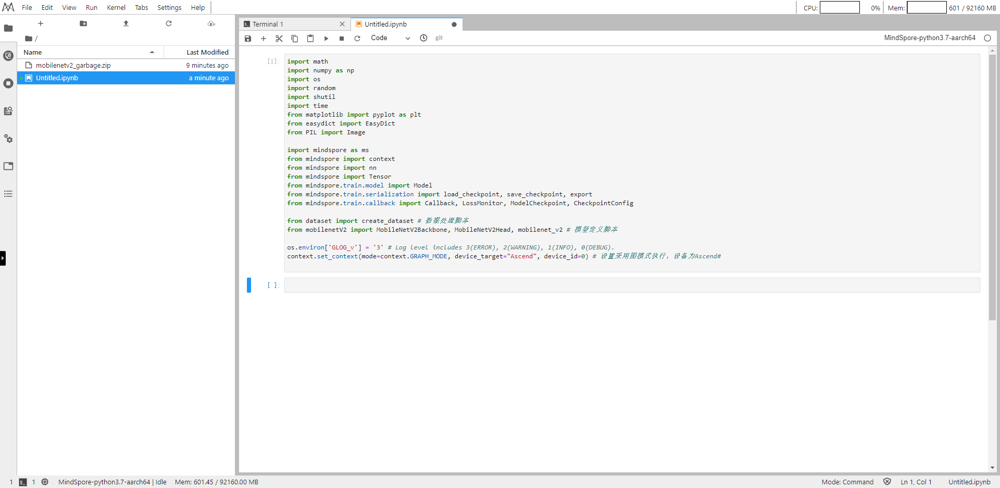 File Edit View Run Kernel Tabs Settings Help
CPU: 0% Mem: 601 / 92160 MB
/
Name Last Modified
mobilenetv2_garbage.zip 9 minutes ago
Untitled.ipynb a minute ago
Terminal 1
Untitled.ipynb
Code
git
MindSpore-python3.7-aarch64
[1]:
import math
import numpy as np
import os
import random
import shutil
import time
from matplotlib import pyplot as plt
from easydict import EasyDict
from PIL import Image
import mindspore as ms
from mindspore import context
from mindspore import nn
from mindspore import Tensor
from mindspore.train.model import Model
from mindspore.train.serialization import load_checkpoint, save_checkpoint, export
from mindspore.train.callback import Callback, LossMonitor, ModelCheckpoint, CheckpointConfig
from dataset import create_dataset # 数据处理脚本
from mobilenetV2 import MobileNetV2Backbone, MobileNetV2Head, mobilenet_v2 # 模型定义脚本
os.environ['GLOG_v'] = '3' # Log level includes 3(ERROR), 2(WARNING), 1(INFO), 0(DEBUG).
context.set_context(mode=context.GRAPH_MODE, device_target="Ascend", device_id=0) # 设置采用图模式执行，设备为Ascend#
[ ]:
1 1 MindSpore-python3.7-aarch64 | Idle Mem: 601.45 / 92160.00 MB
Mode: Command Ln 1, Col 1 Untitled.ipynb